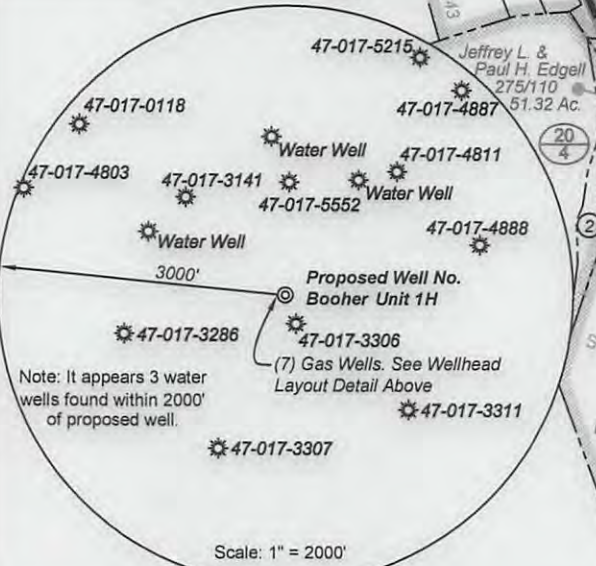 43
47-017-5215
Jeffrey L. &
Paul H. Edgell
275/110
51.32 Ac.
47-017-0118
47-017-4887
20
4
Water Well
47-017-4811
47-017-4803
47-017-3141
Water Well
47-017-5552
47-017-4888
2
Water Well
3000'
Proposed Well No.
Booher Unit 1H
47-017-3286
47-017-3306
(7) Gas Wells. See Wellhead
Layout Detail Above
Note: It appears 3 water
wells found within 2000'
of proposed well.
47-017-3311
47-017-3307
Scale: 1" = 2000'